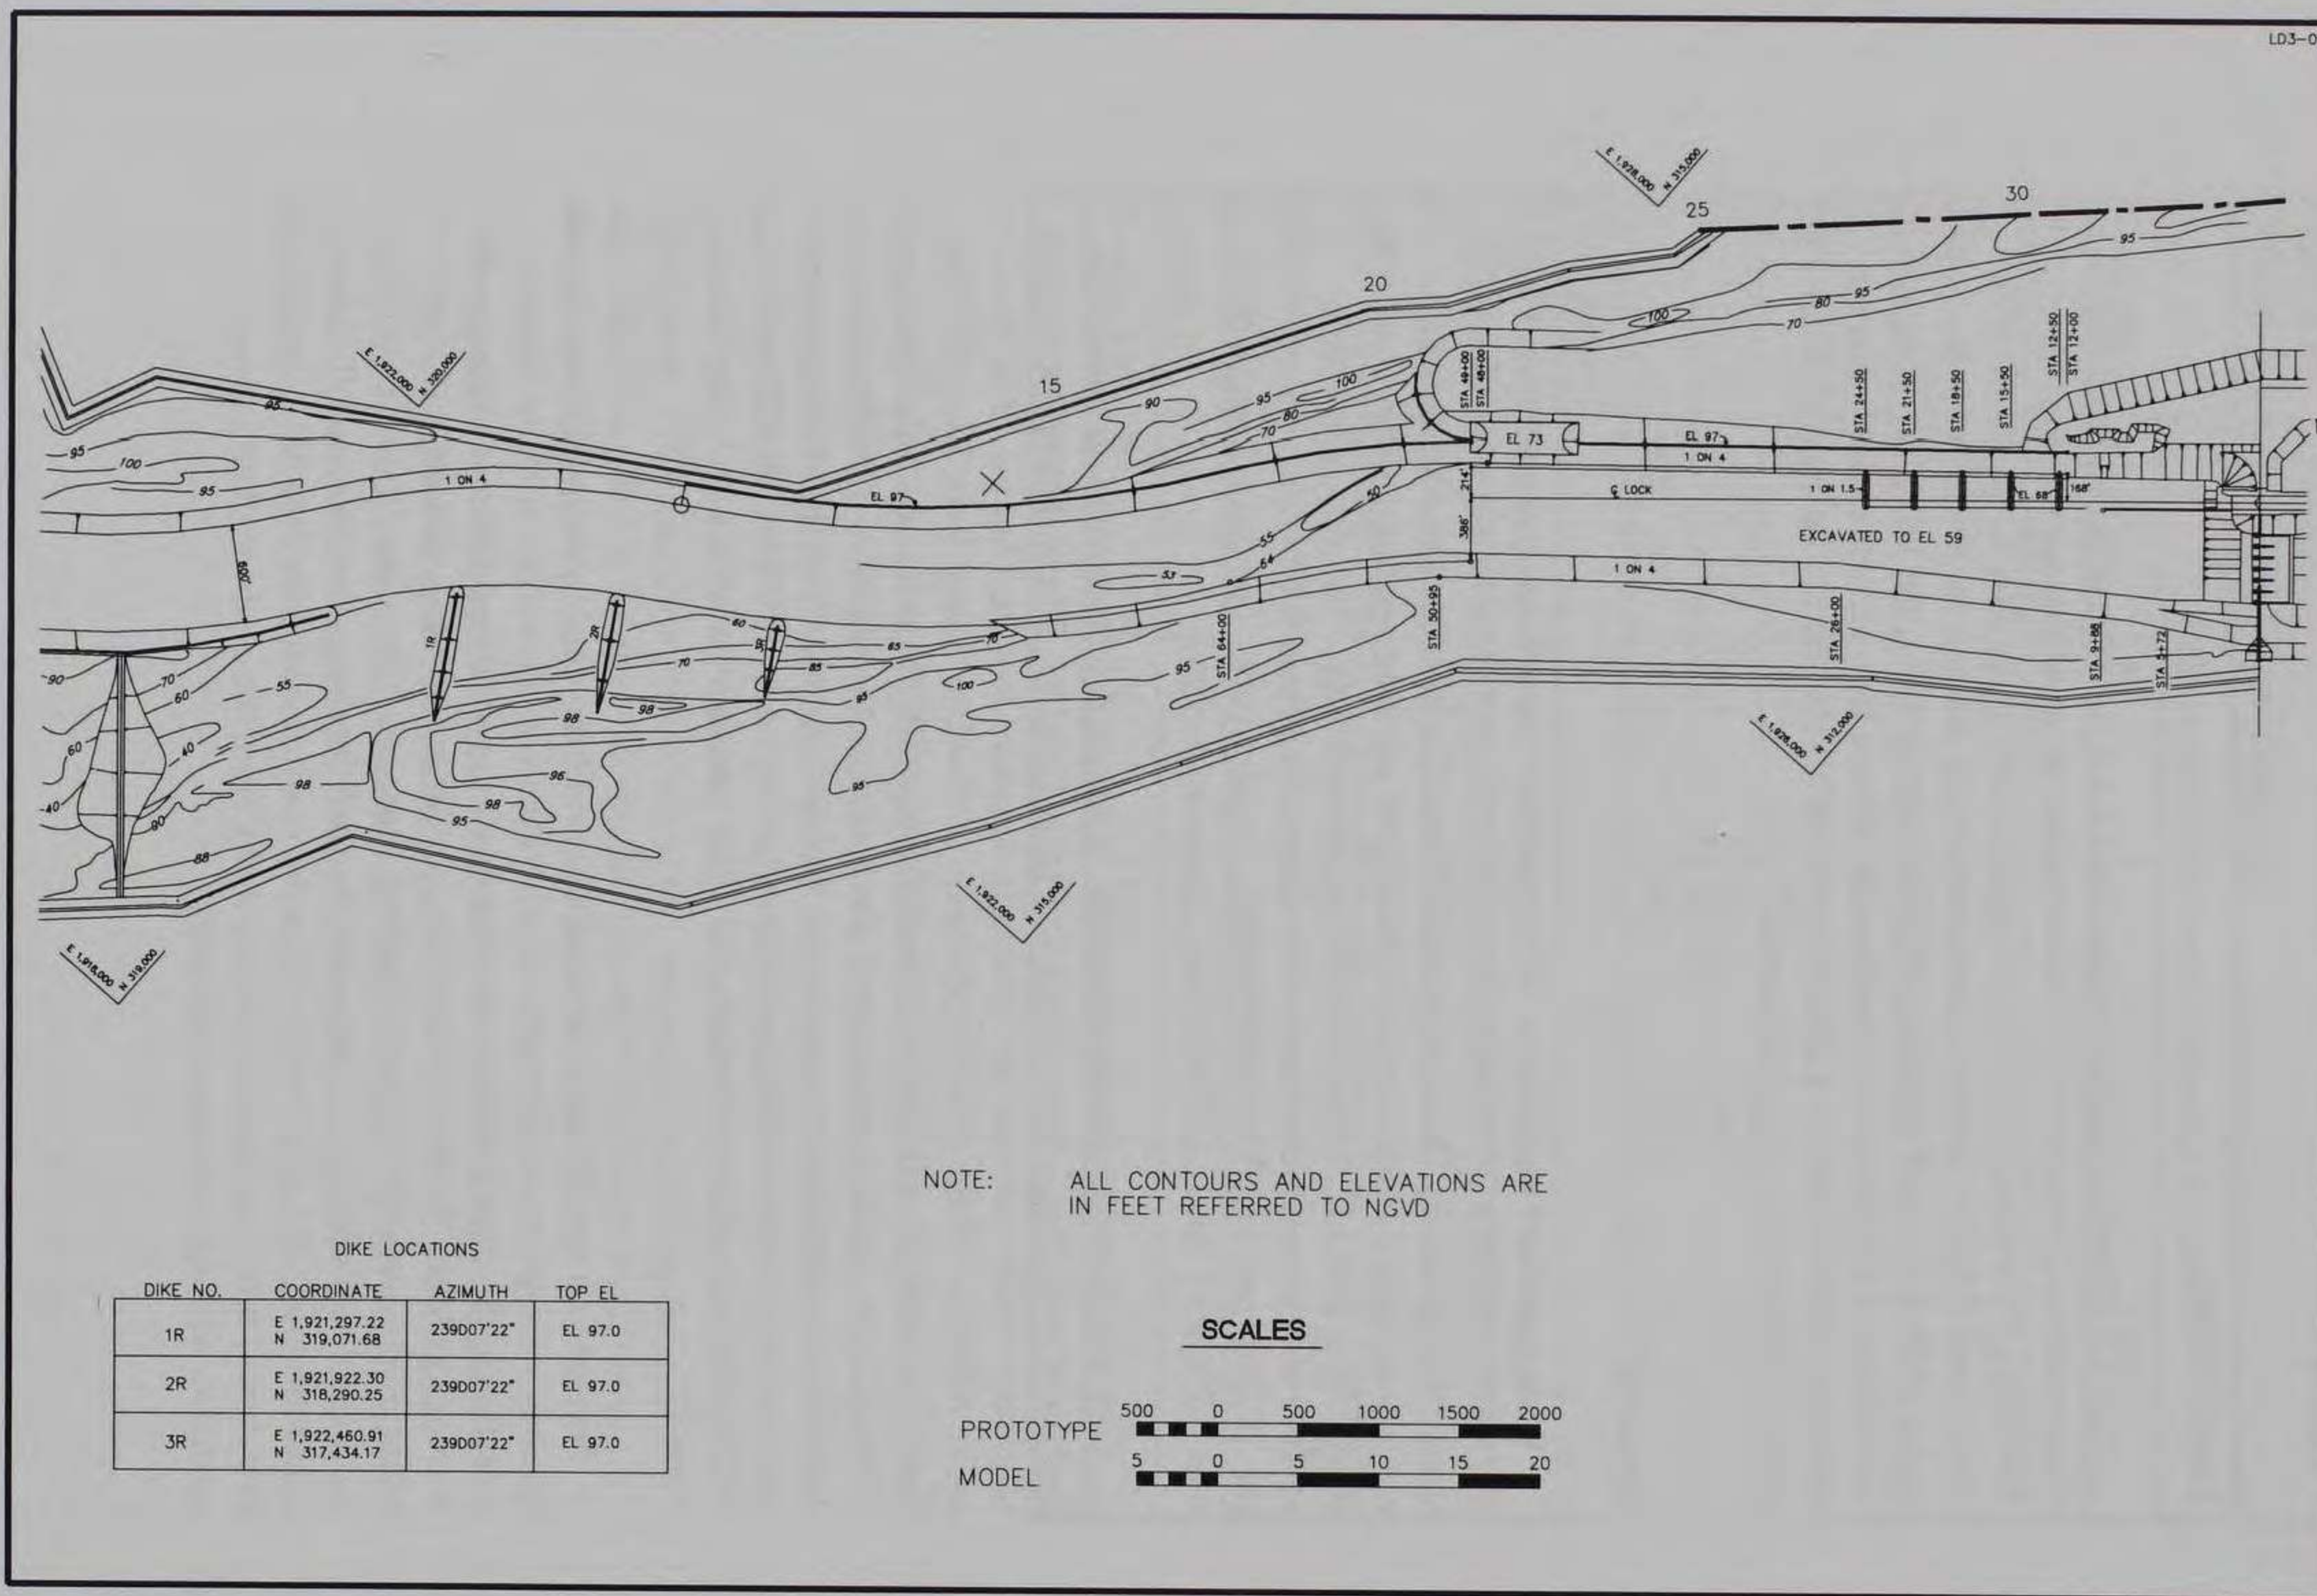 LD3-0
E 1,928,000
N 315,000
25
30
95
20
100
80
95
70
E 1,922,000
N 320,000
15
90
95
100
80
70
STA 49+00
STA 48+00
STA 24+50
STA 21+50
STA 18+50
STA 15+50
STA 12+50
STA 12+00
95
95
100
95
1 ON 4
EL 97
EL 73
EL 97
1 ON 4
214'
℄ LOCK
1 ON 1.5
EL 68
168'
50
386'
EXCAVATED TO EL 59
55
54
53
1 ON 4
600'
1R
2R
3R
60
65
70
70
85
95
100
95
STA 64+00
STA 50+95
STA 26+00
STA 9+88
STA 5+72
90
70
60
55
98
98
60
40
40
98
96
98
95
95
90
88
E 1,928,000
N 312,000
E 1,922,000
N 315,000
E 1,918,000
N 319,000
NOTE: ALL CONTOURS AND ELEVATIONS ARE
IN FEET REFERRED TO NGVD
DIKE LOCATIONS
DIKE NO. COORDINATE AZIMUTH TOP EL
1R E 1,921,297.22 N 319,071.68 239D07'22" EL 97.0
2R E 1,921,922.30 N 318,290.25 239D07'22" EL 97.0
3R E 1,922,460.91 N 317,434.17 239D07'22" EL 97.0
SCALES
500 0 500 1000 1500 2000
PROTOTYPE
5 0 5 10 15 20
MODEL